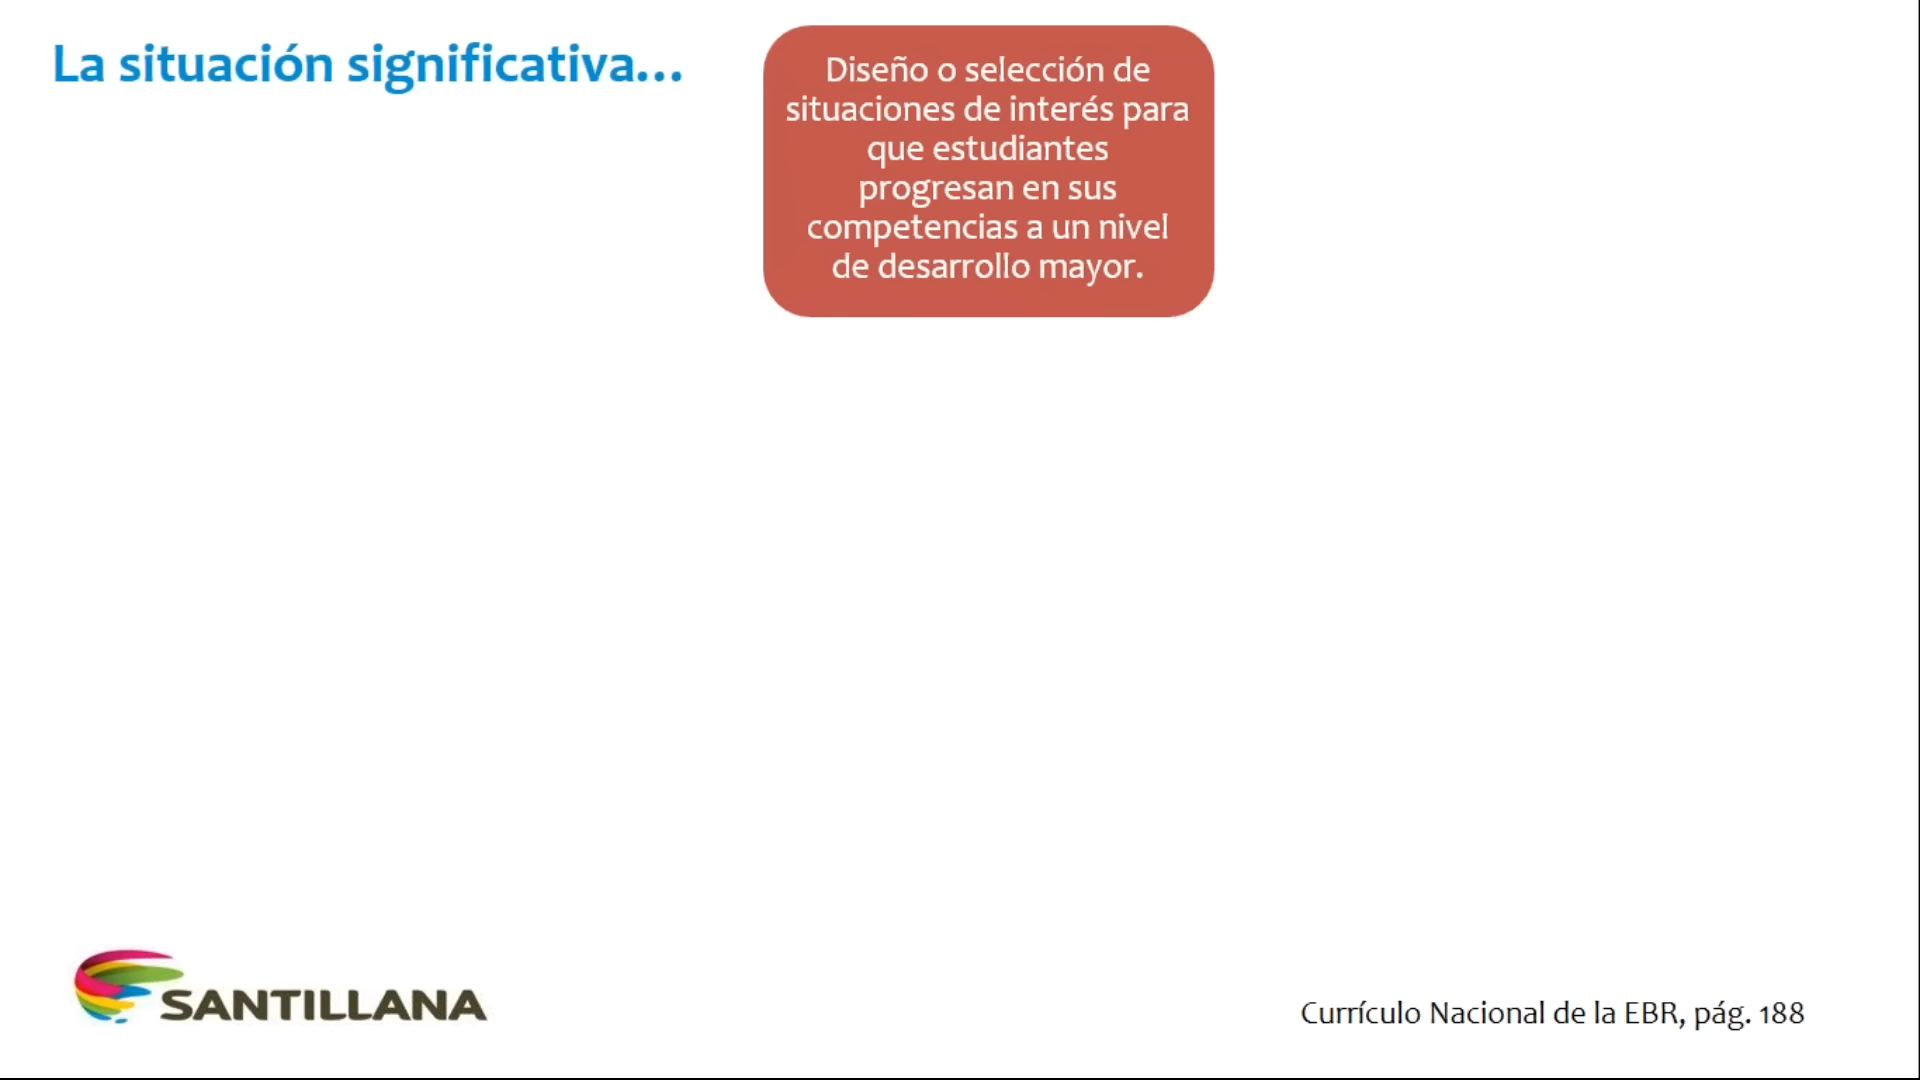 La situación significativa...
Diseño o selección de
situaciones de interés para
que estudiantes
progresan en sus
competencias a un nivel
de desarrollo mayor.
SANTILLANA
Currículo Nacional de la EBR, pág. 188